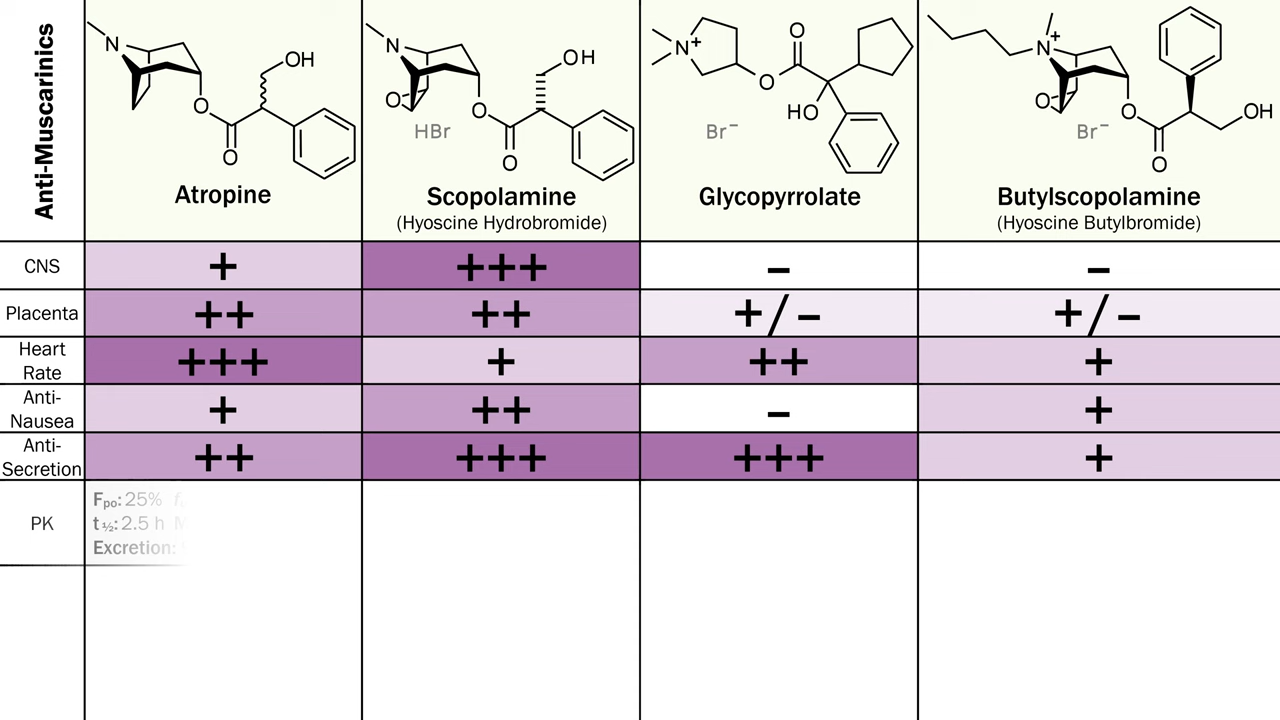 Anti-Muscarinics
N
OH
O
O
Atropine
N
O
OH
O
O
HBr
Scopolamine
(Hyoscine Hydrobromide)
N+
O
O
HO
Br−
Glycopyrrolate
N+
O
O
O
OH
Br−
Butylscopolamine
(Hyoscine Butylbromide)
CNS
+
+++
−
−
Placenta
++
++
+/−
+/−
Heart
Rate
+++
+
++
+
Anti-
Nausea
+
++
−
+
Anti-
Secretion
++
+++
+++
+
PK
Fpo: 25%
t½: 2.5 h
Excretion: